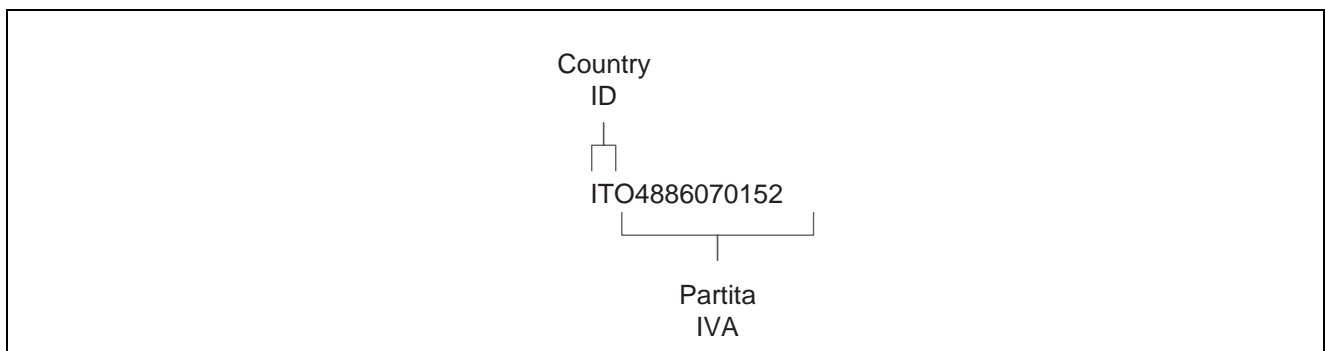 Country
ID
ITO4886070152
Partita
IVA